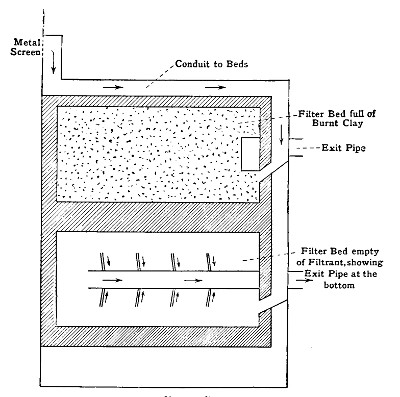 Metal
Screen
Conduit to Beds
Filter Bed full of
Burnt Clay
Exit Pipe
Filter Bed empty
of Filtrant, showing
Exit Pipe at the
bottom